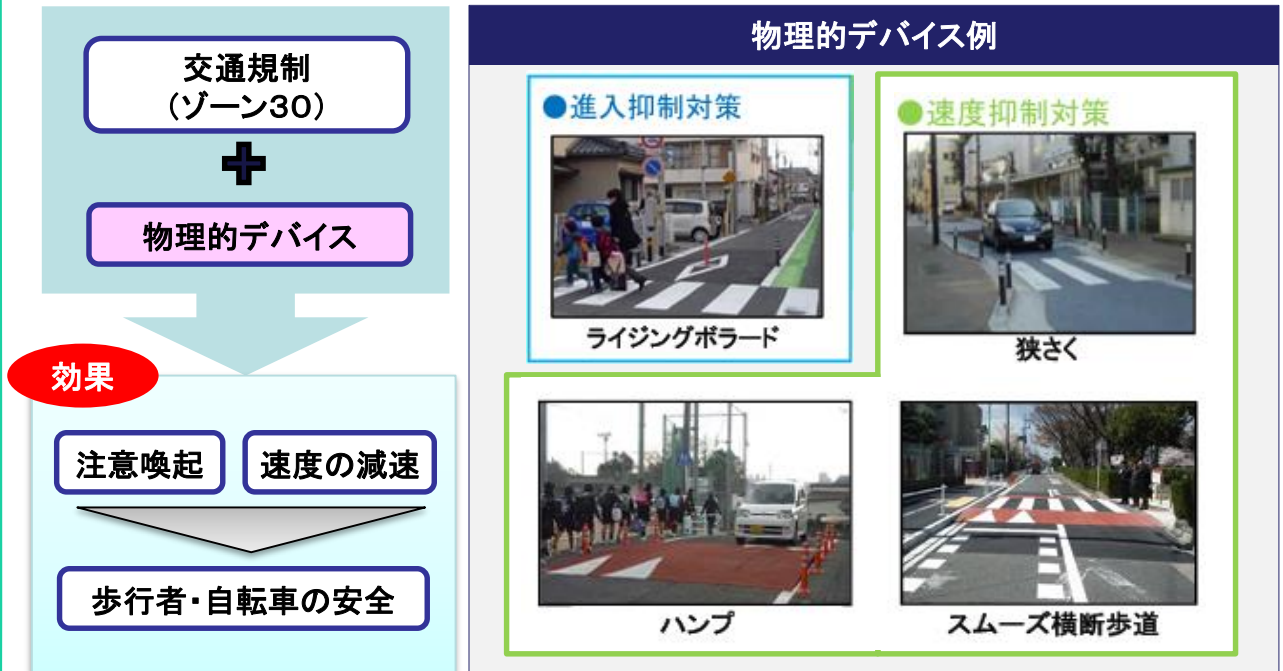 交通規制
(ゾーン30)
物理的デバイス
効果
注意喚起
速度の減速
歩行者・自転車の安全
物理的デバイス例
●進入抑制対策
ライジングボラード
●速度抑制対策
狭さく
ハンプ
スムーズ横断歩道